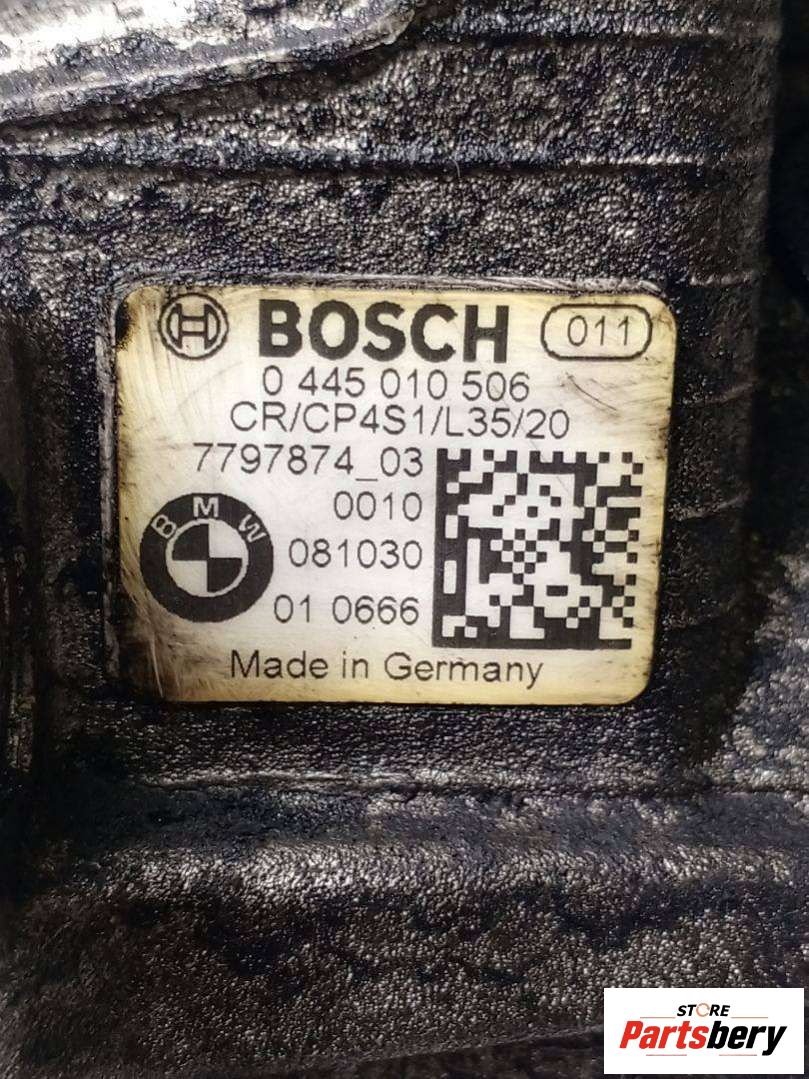 BOSCH 011
0 445 010 506
CR/CP4S1/L35/20
7797874_03
0010
BMW
081030
01 0666
Made in Germany
STORE
Partsbery